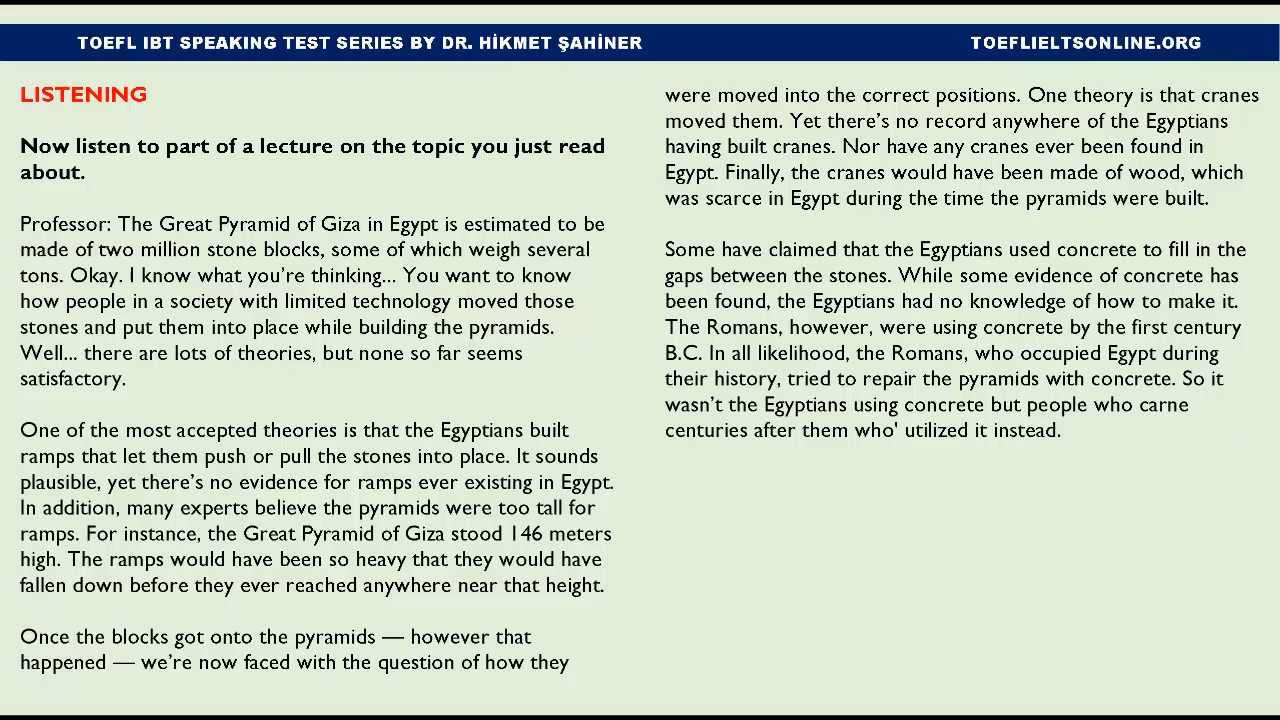 TOEFL IBT SPEAKING TEST SERIES BY DR. HİKMET ŞAHİNER
TOEFLIELTSONLINE.ORG
LISTENING
Now listen to part of a lecture on the topic you just read
about.
Professor: The Great Pyramid of Giza in Egypt is estimated to be
made of two million stone blocks, some of which weigh several
tons. Okay. I know what you're thinking... You want to know
how people in a society with limited technology moved those
stones and put them into place while building the pyramids.
Well... there are lots of theories, but none so far seems
satisfactory.
One of the most accepted theories is that the Egyptians built
ramps that let them push or pull the stones into place. It sounds
plausible, yet there's no evidence for ramps ever existing in Egypt.
In addition, many experts believe the pyramids were too tall for
ramps. For instance, the Great Pyramid of Giza stood 146 meters
high. The ramps would have been so heavy that they would have
fallen down before they ever reached anywhere near that height.
Once the blocks got onto the pyramids — however that
happened — we're now faced with the question of how they
were moved into the correct positions. One theory is that cranes
moved them. Yet there's no record anywhere of the Egyptians
having built cranes. Nor have any cranes ever been found in
Egypt. Finally, the cranes would have been made of wood, which
was scarce in Egypt during the time the pyramids were built.
Some have claimed that the Egyptians used concrete to fill in the
gaps between the stones. While some evidence of concrete has
been found, the Egyptians had no knowledge of how to make it.
The Romans, however, were using concrete by the first century
B.C. In all likelihood, the Romans, who occupied Egypt during
their history, tried to repair the pyramids with concrete. So it
wasn't the Egyptians using concrete but people who carne
centuries after them who' utilized it instead.